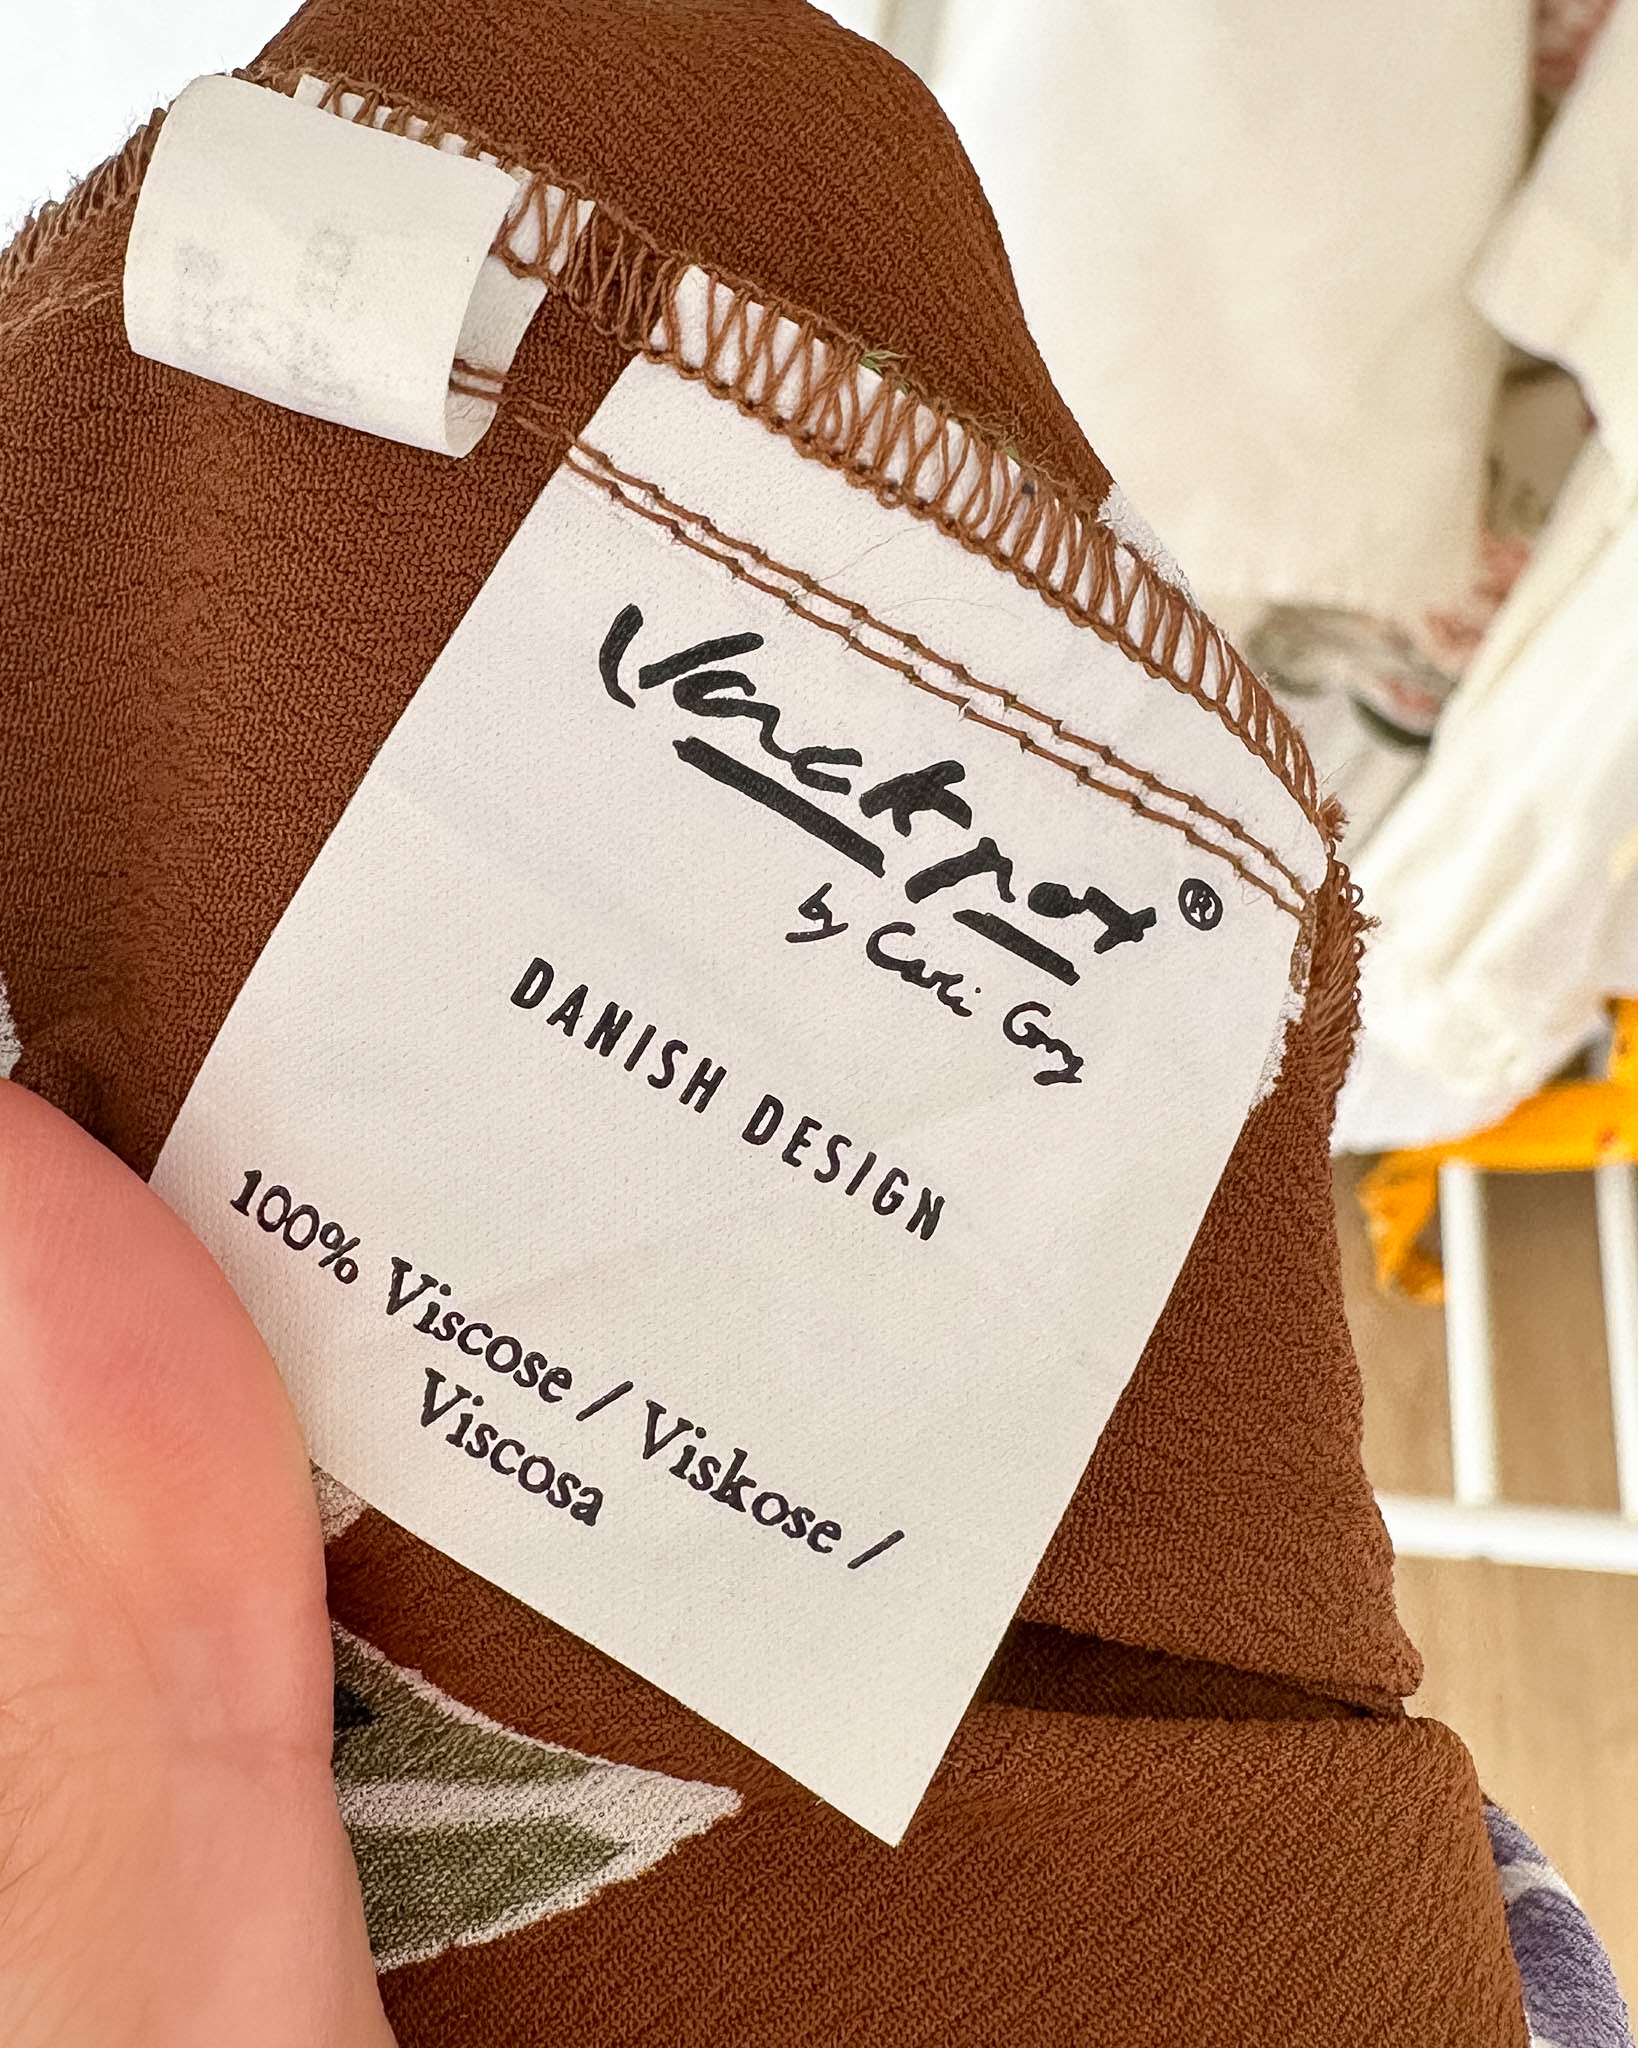 Jackpot®
by Carli Gry
DANISH DESIGN
100% Viscose / Viskose /
Viscosa